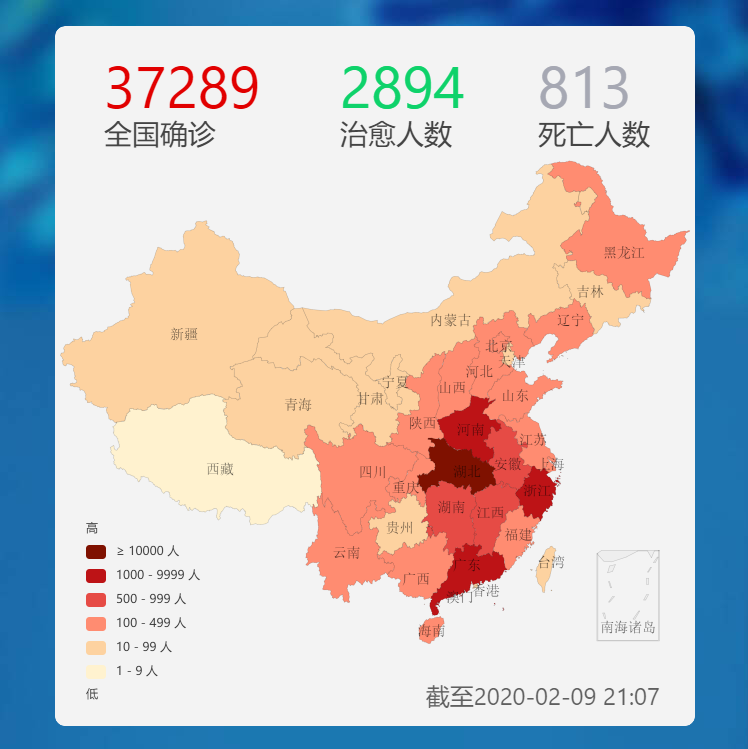 37289 2894 813
全国确诊 治愈人数 死亡人数
黑龙江
吉林
内蒙古 辽宁
新疆
北京
天津
河北
宁夏
山西
甘肃
山东
青海
陕西
河南
江苏
西藏
四川
湖北
安徽
上海
重庆
浙江
湖南
江西
贵州
福建
云南
台湾
广东
广西
香港
澳门
海南
南海诸岛
高
≥ 10000 人
1000 - 9999 人
500 - 999 人
100 - 499 人
10 - 99 人
1 - 9 人
低
截至2020-02-09 21:07